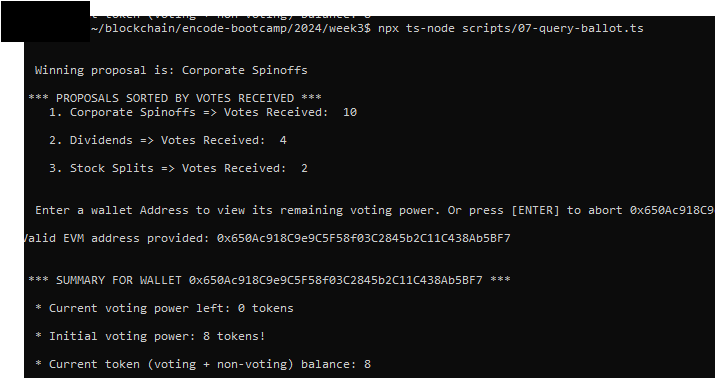 t token (voting + non-voting) balance: 8
~/blockchain/encode-bootcamp/2024/week3$ npx ts-node scripts/07-query-ballot.ts
Winning proposal is: Corporate Spinoffs
*** PROPOSALS SORTED BY VOTES RECEIVED ***
1. Corporate Spinoffs => Votes Received:  10
2. Dividends => Votes Received:  4
3. Stock Splits => Votes Received:  2
Enter a wallet Address to view its remaining voting power. Or press [ENTER] to abort 0x650Ac918C9
Valid EVM address provided: 0x650Ac918C9e9C5F58f03C2845b2C11C438Ab5BF7
*** SUMMARY FOR WALLET 0x650Ac918C9e9C5F58f03C2845b2C11C438Ab5BF7 ***
* Current voting power left: 0 tokens
* Initial voting power: 8 tokens!
* Current token (voting + non-voting) balance: 8